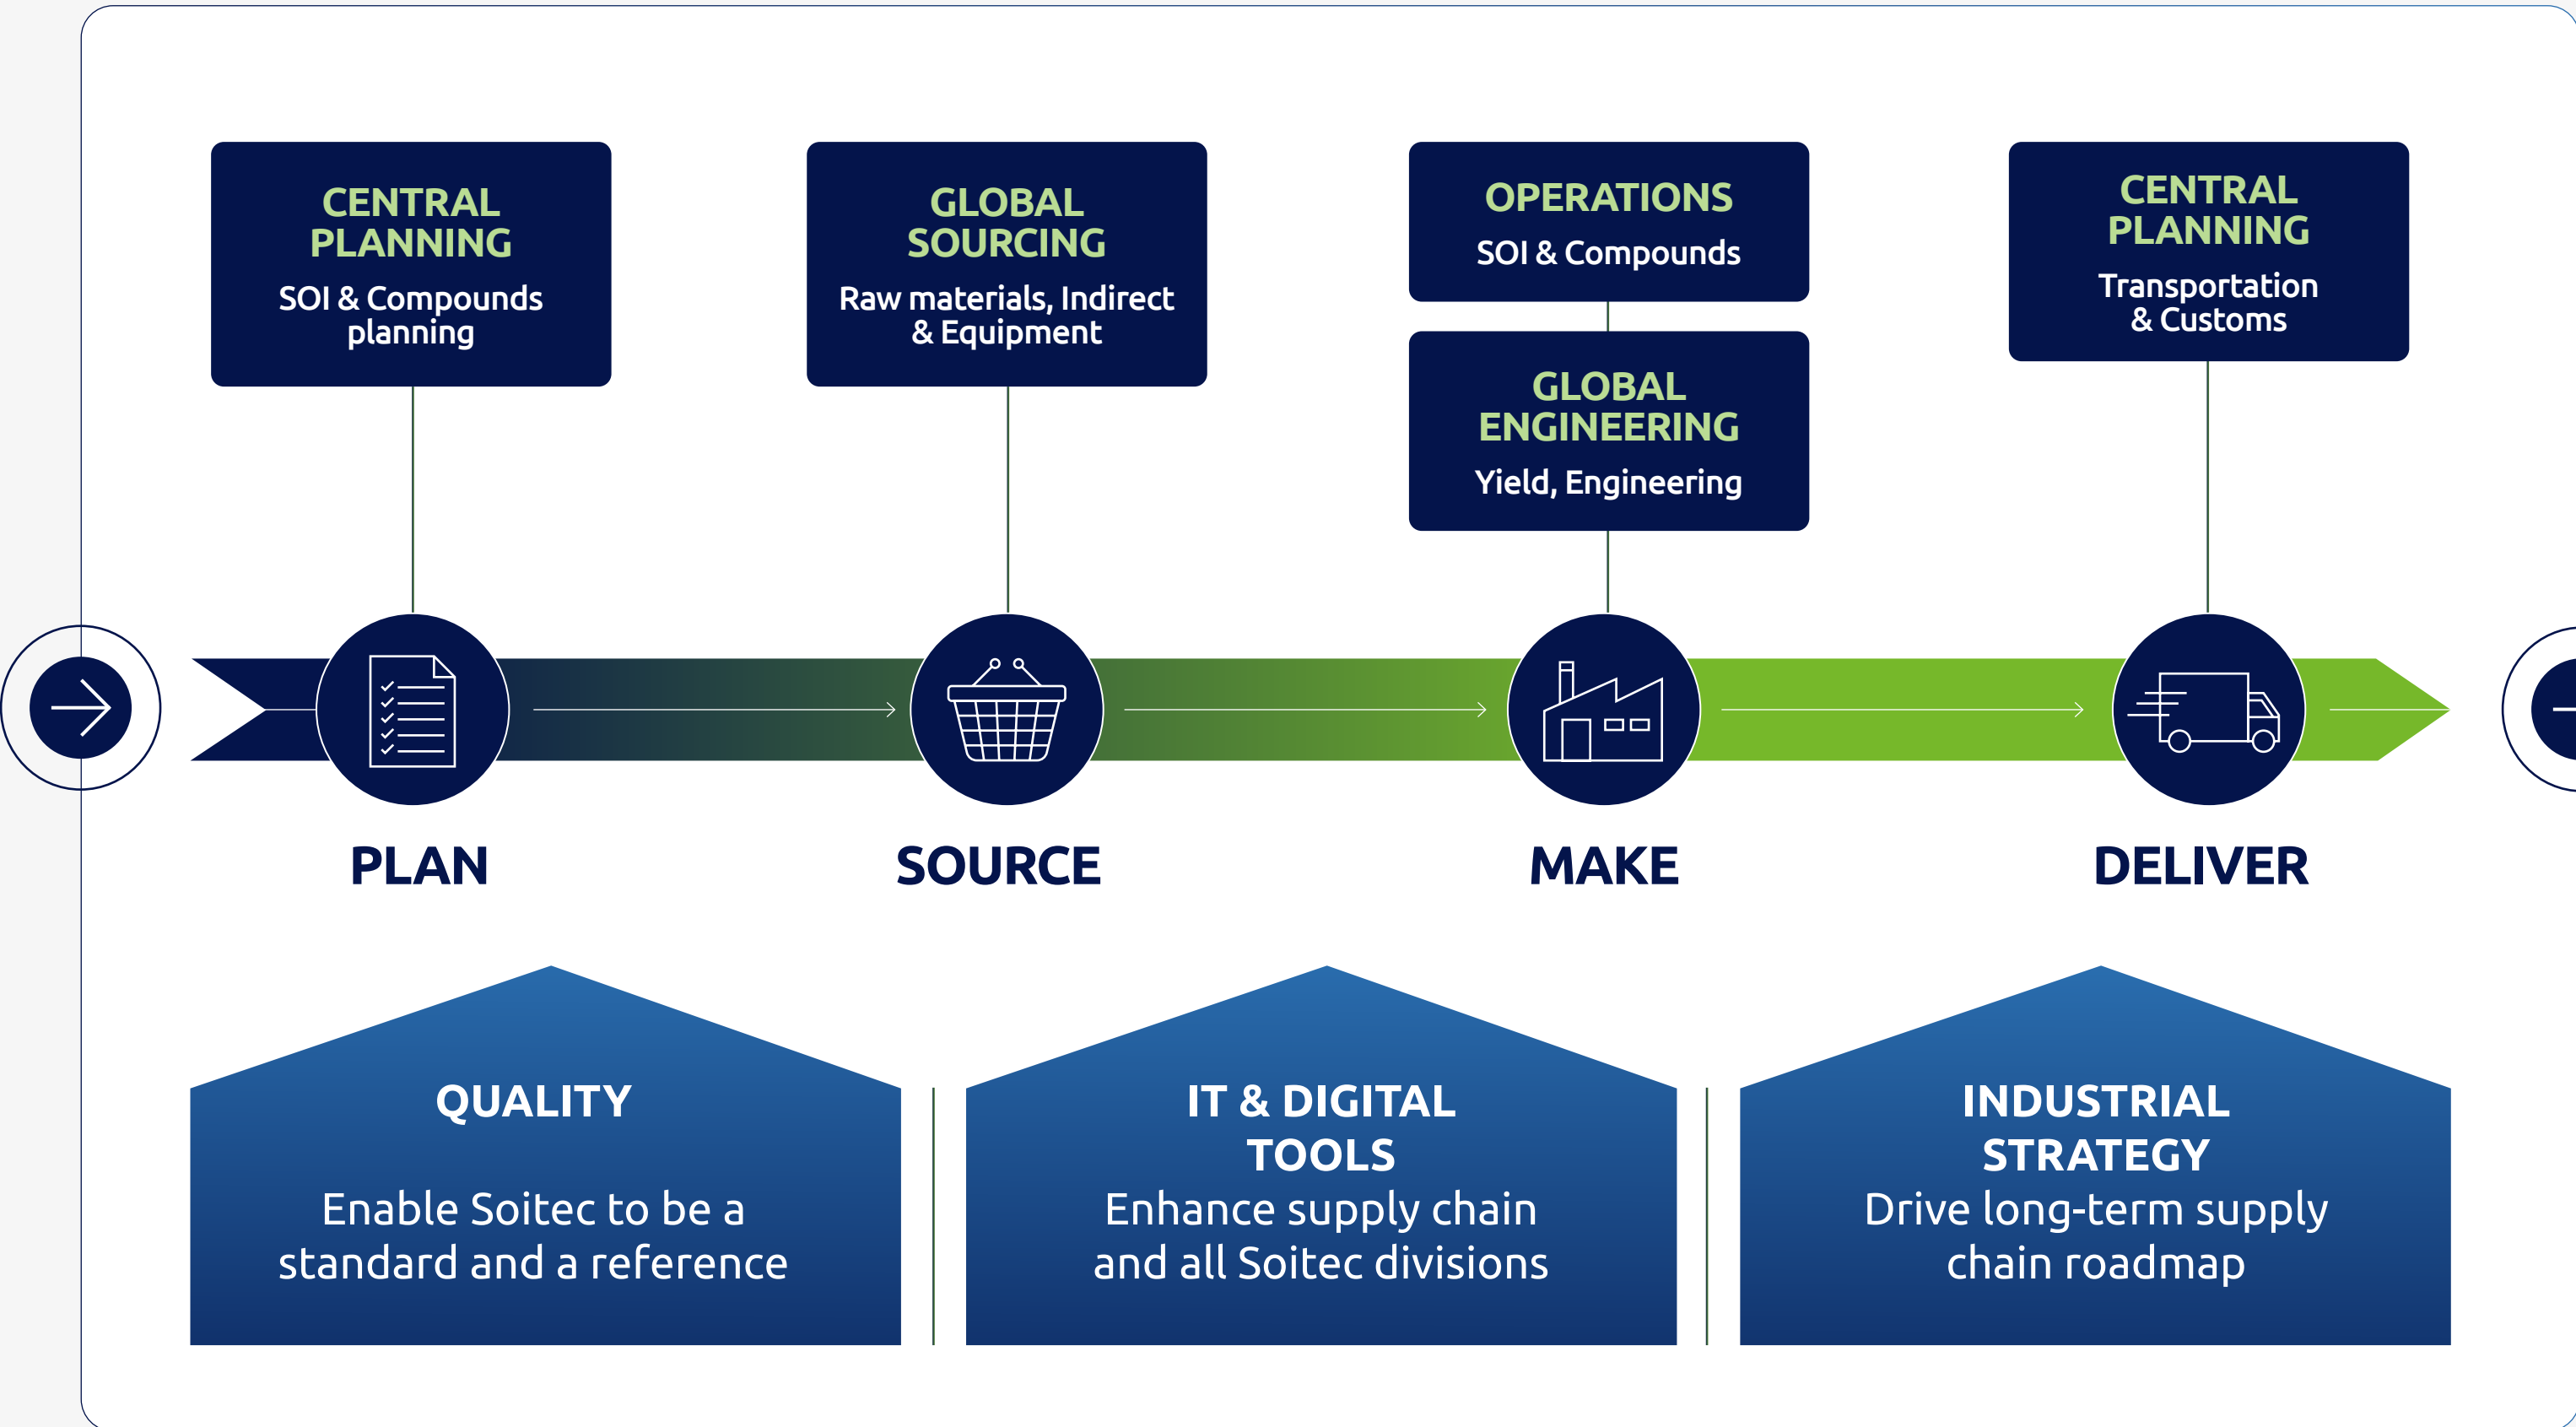 CENTRAL
PLANNING
SOI & Compounds
planning
GLOBAL
SOURCING
Raw materials, Indirect
& Equipment
OPERATIONS
SOI & Compounds
GLOBAL
ENGINEERING
Yield, Engineering
CENTRAL
PLANNING
Transportation
& Customs
PLAN
SOURCE
MAKE
DELIVER
QUALITY
Enable Soitec to be a
standard and a reference
IT & DIGITAL
TOOLS
Enhance supply chain
and all Soitec divisions
INDUSTRIAL
STRATEGY
Drive long-term supply
chain roadmap